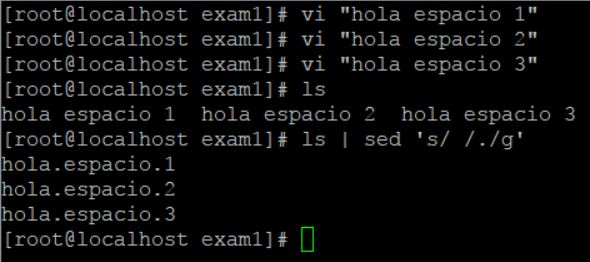 [root@localhost exam1]# vi "hola espacio 1"
[root@localhost exam1]# vi "hola espacio 2"
[root@localhost exam1]# vi "hola espacio 3"
[root@localhost exam1]# ls
hola espacio 1  hola espacio 2  hola espacio 3
[root@localhost exam1]# ls | sed 's/ /./g'
hola.espacio.1
hola.espacio.2
hola.espacio.3
[root@localhost exam1]#